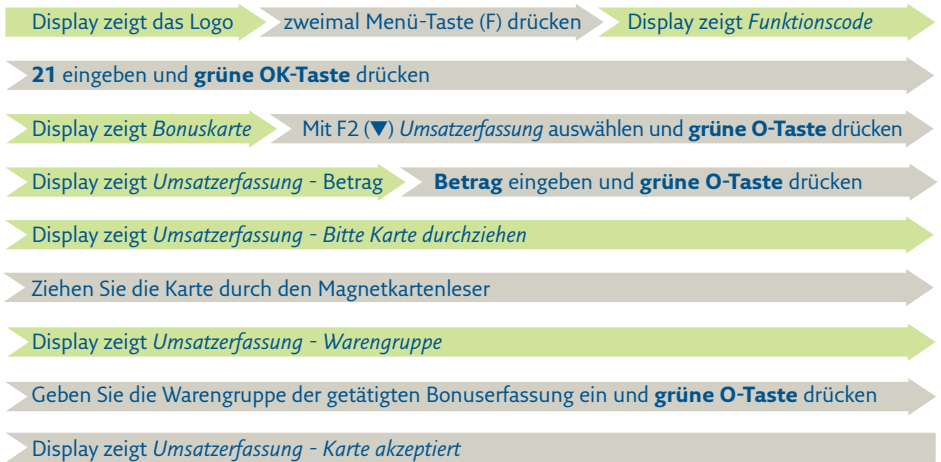 Display zeigt das Logo zweimal Menü-Taste (F) drücken Display zeigt Funktionscode
21 eingeben und grüne OK-Taste drücken
Display zeigt Bonuskarte Mit F2 (▼) Umsatzerfassung auswählen und grüne O-Taste drücken
Display zeigt Umsatzerfassung - Betrag Betrag eingeben und grüne O-Taste drücken
Display zeigt Umsatzerfassung - Bitte Karte durchziehen
Ziehen Sie die Karte durch den Magnetkartenleser
Display zeigt Umsatzerfassung - Warengruppe
Geben Sie die Warengruppe der getätigten Bonuserfassung ein und grüne O-Taste drücken
Display zeigt Umsatzerfassung - Karte akzeptiert